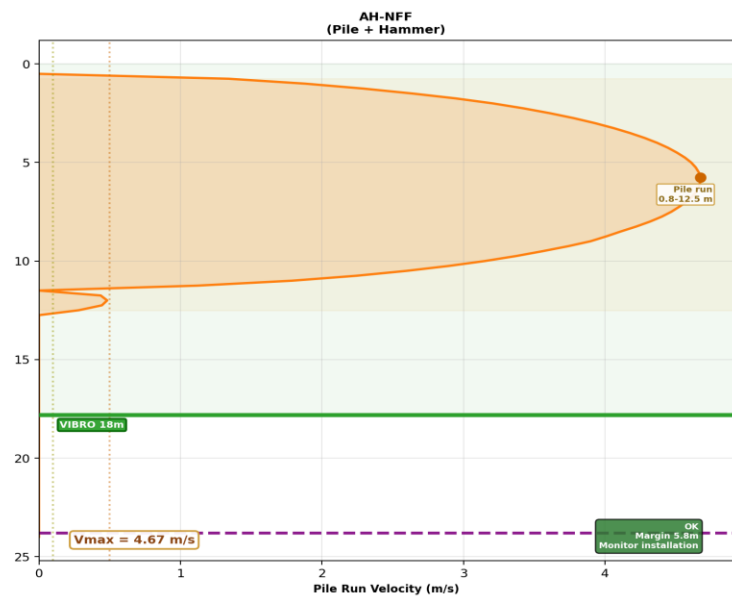 AH-NFF
(Pile + Hammer)
0
5
Pile run
0.8-12.5 m
10
15
VIBRO 18m
20
OK
Margin 5.8m
Monitor installation
Vmax = 4.67 m/s
25
0 1 2 3 4
Pile Run Velocity (m/s)